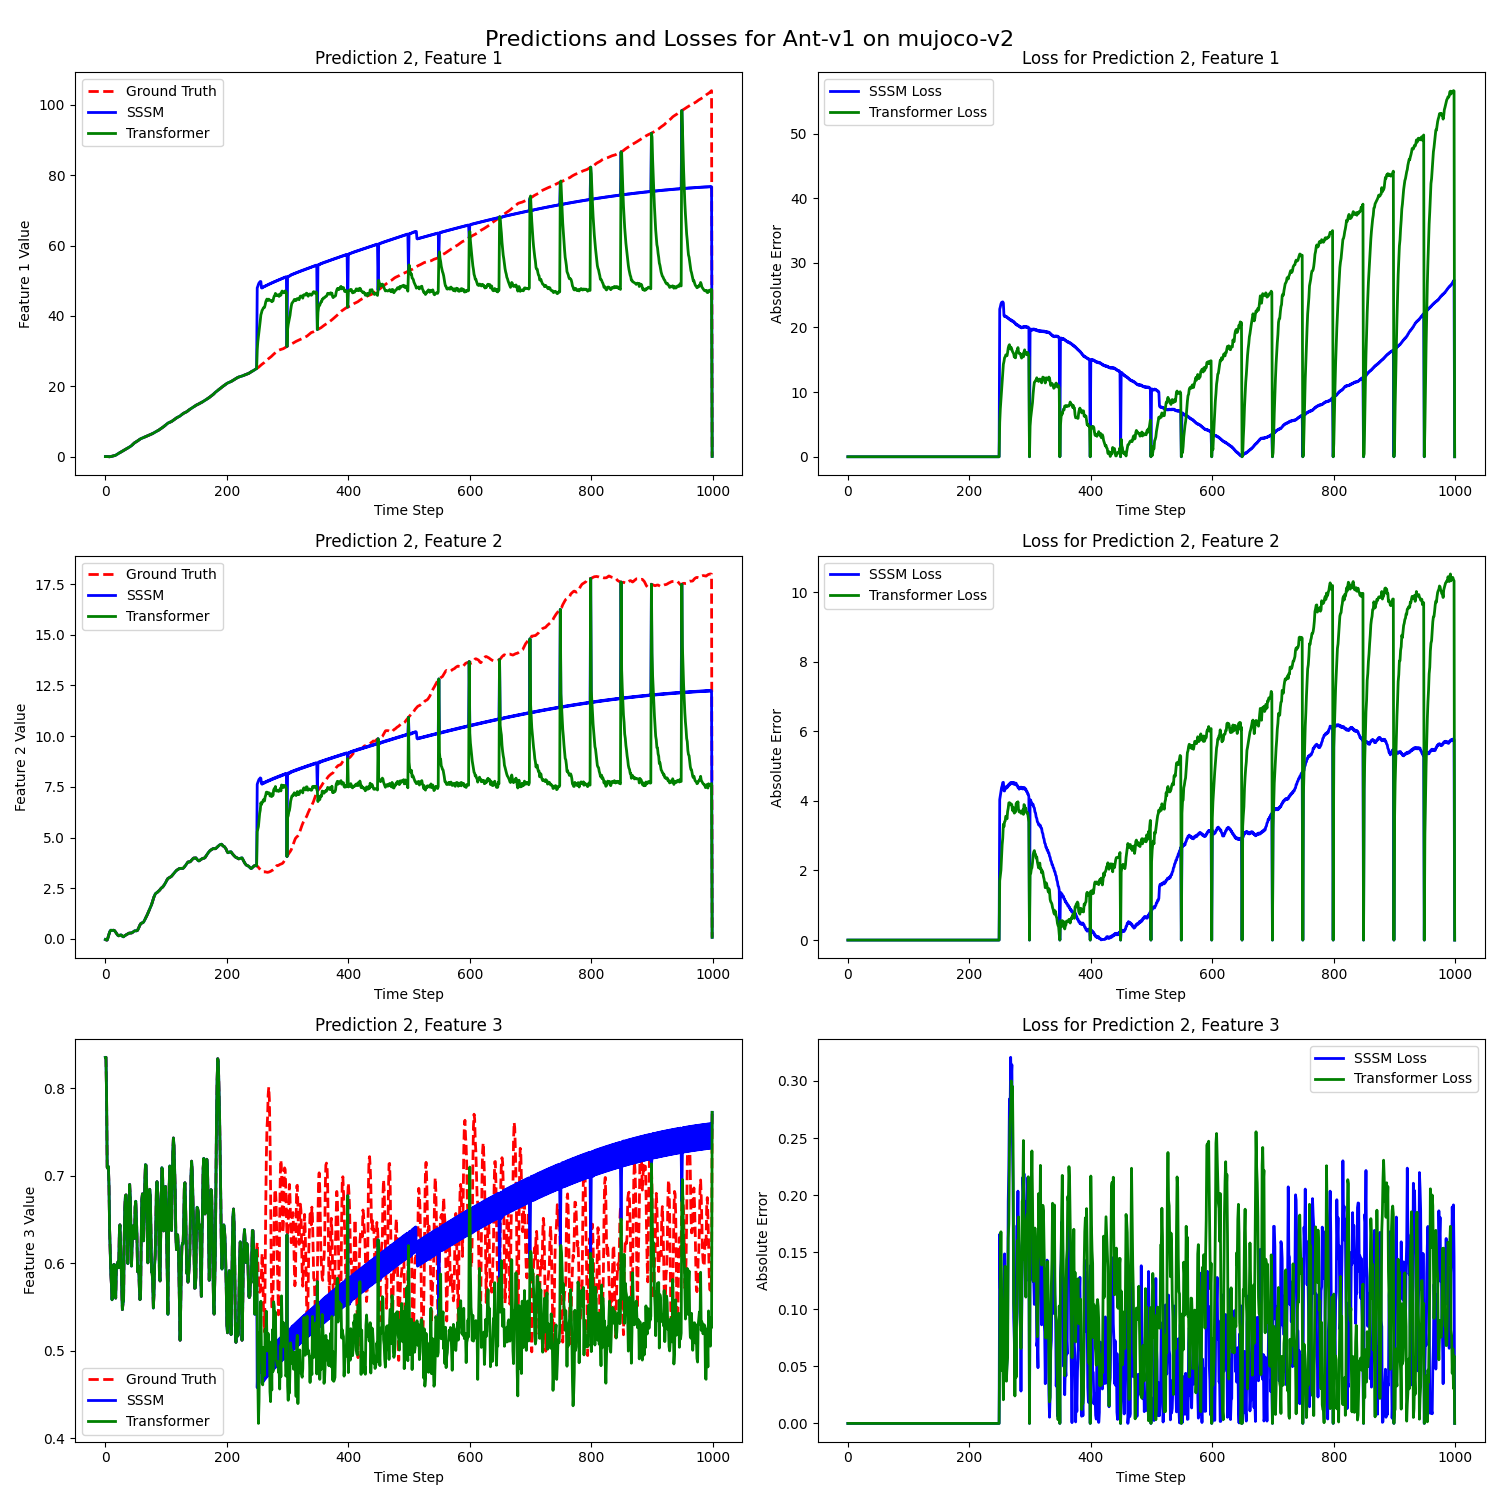 Predictions and Losses for Ant-v1 on mujoco-v2
Prediction 2, Feature 1
Ground Truth
SSSM
Transformer
Feature 1 Value
100
80
60
40
20
0
0 200 400 600 800 1000
Time Step
Loss for Prediction 2, Feature 1
SSSM Loss
Transformer Loss
Absolute Error
50
40
30
20
10
0
0 200 400 600 800 1000
Time Step
Prediction 2, Feature 2
Ground Truth
SSSM
Transformer
Feature 2 Value
17.5
15.0
12.5
10.0
7.5
5.0
2.5
0.0
0 200 400 600 800 1000
Time Step
Loss for Prediction 2, Feature 2
SSSM Loss
Transformer Loss
Absolute Error
10
8
6
4
2
0
0 200 400 600 800 1000
Time Step
Prediction 2, Feature 3
Feature 3 Value
0.8
0.7
0.6
0.5
0.4
Ground Truth
SSSM
Transformer
0 200 400 600 800 1000
Time Step
Loss for Prediction 2, Feature 3
SSSM Loss
Transformer Loss
Absolute Error
0.30
0.25
0.20
0.15
0.10
0.05
0.00
0 200 400 600 800 1000
Time Step